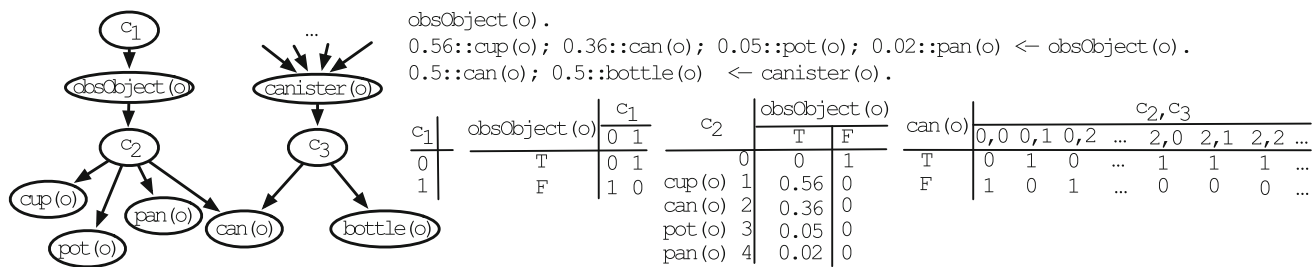 c1
obsObject(o)
c2
cup(o)
pot(o)
pan(o)
can(o)
...
canister(o)
c3
bottle(o)
obsObject(o).
0.56::cup(o); 0.36::can(o); 0.05::pot(o); 0.02::pan(o) ← obsObject(o).
0.5::can(o); 0.5::bottle(o) ← canister(o).
c1
0
1
obsObject(o) c1
0 1
T 0 1
F 1 0
c2 obsObject(o)
T F
0 0 1
cup(o) 1 0.56 0
can(o) 2 0.36 0
pot(o) 3 0.05 0
pan(o) 4 0.02 0
can(o) c2,c3
0,0 0,1 0,2 ... 2,0 2,1 2,2 ...
T 0 1 0 ... 1 1 1 ...
F 1 0 1 ... 0 0 0 ...